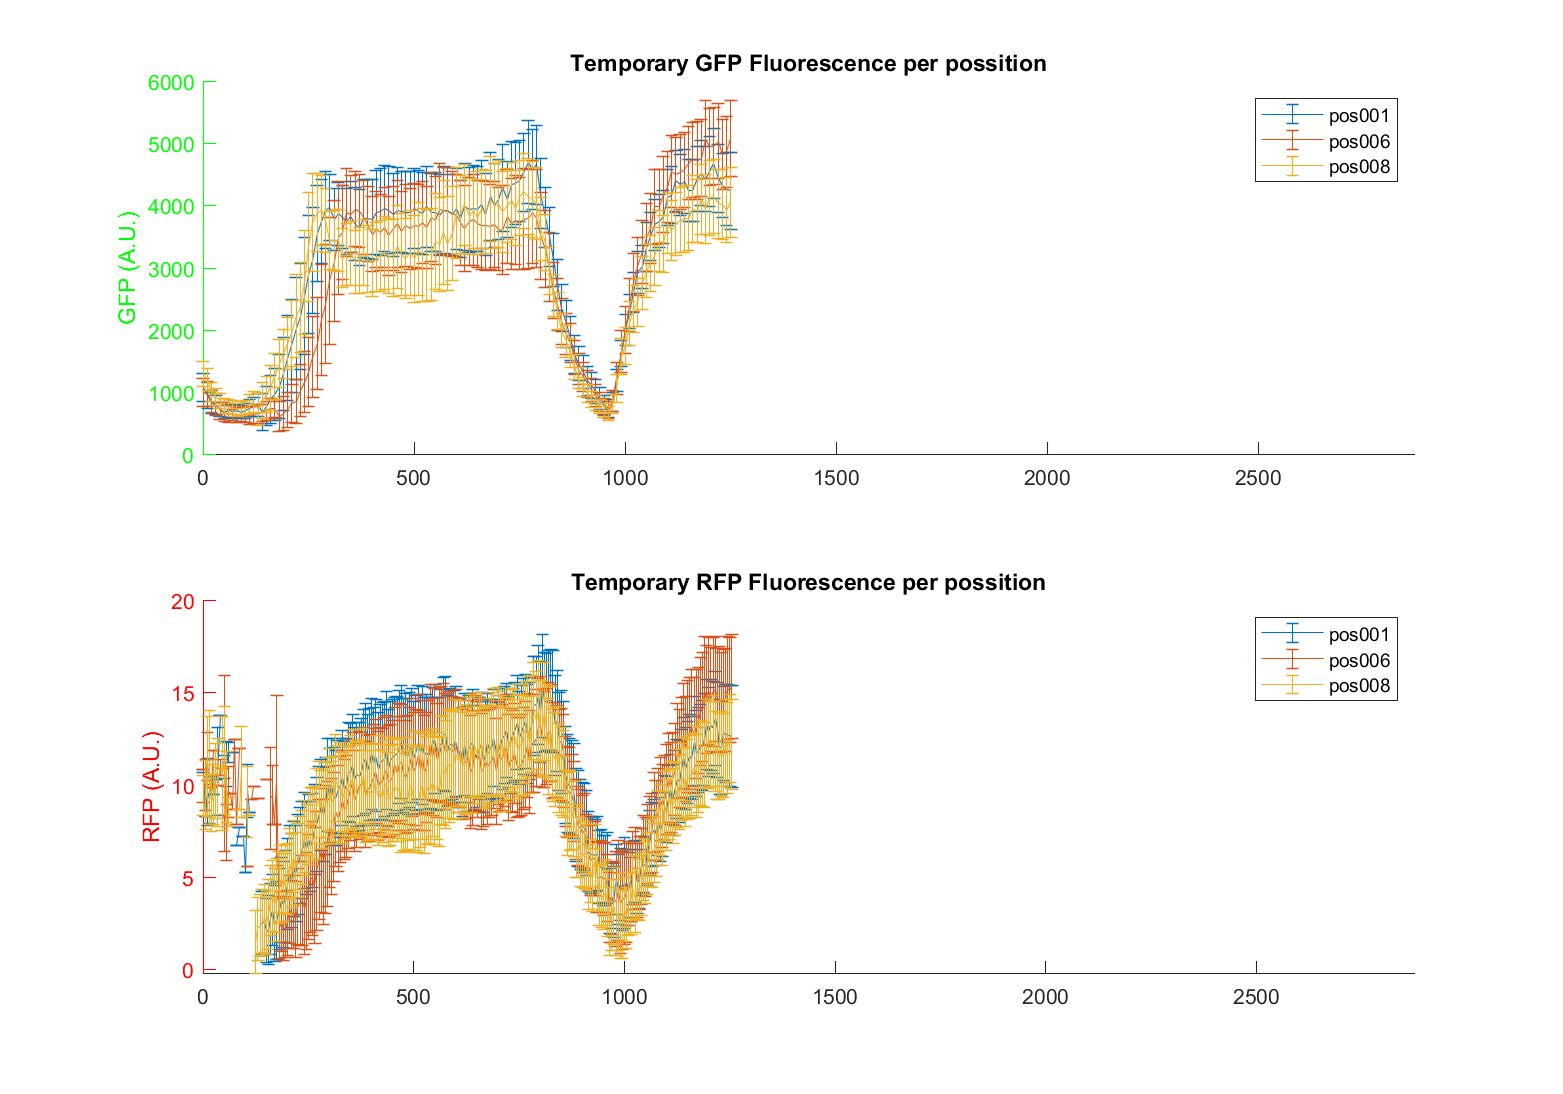 Temporary GFP Fluorescence per possition
GFP (A.U.)
6000
5000
4000
3000
2000
1000
0
0 500 1000 1500 2000 2500
pos001
pos006
pos008
Temporary RFP Fluorescence per possition
RFP (A.U.)
20
15
10
5
0
0 500 1000 1500 2000 2500
pos001
pos006
pos008